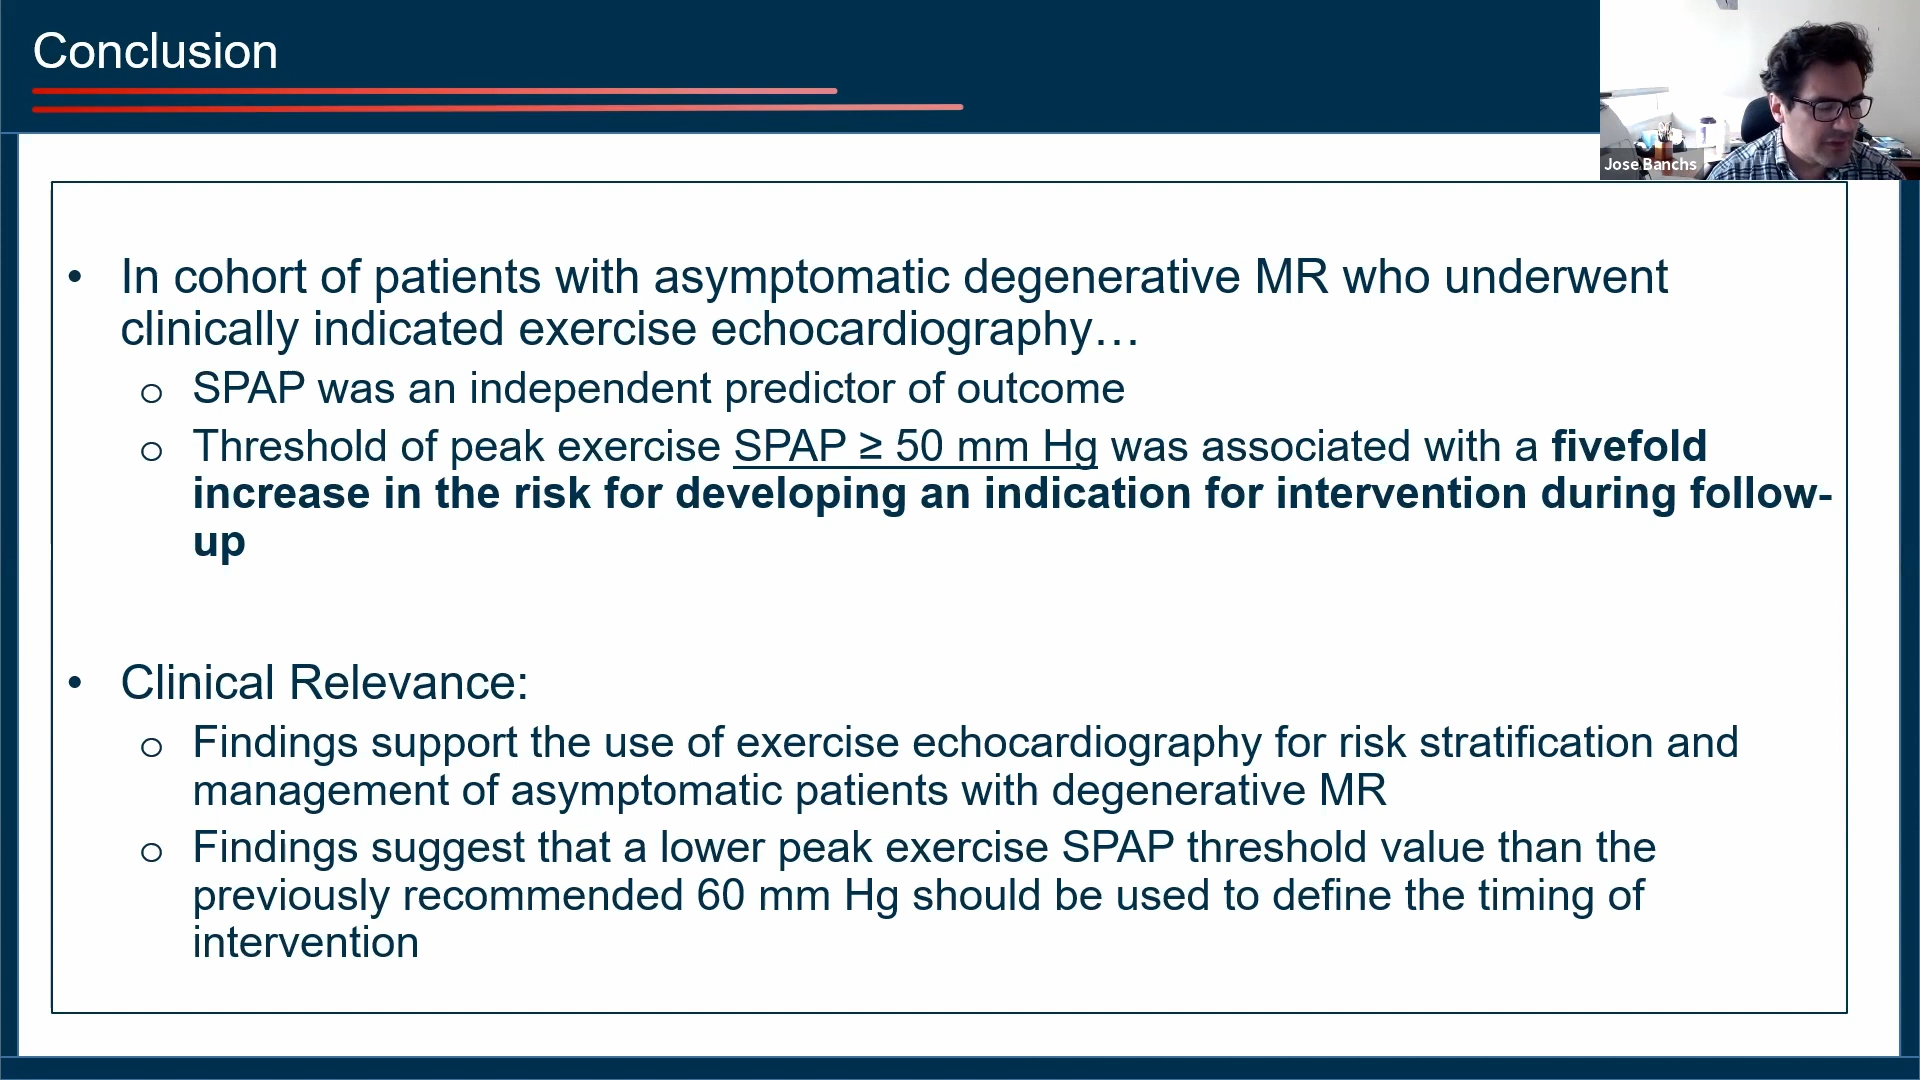 Conclusion
Jose Banchs
• In cohort of patients with asymptomatic degenerative MR who underwent
clinically indicated exercise echocardiography…
o SPAP was an independent predictor of outcome
o Threshold of peak exercise SPAP ≥ 50 mm Hg was associated with a fivefold
increase in the risk for developing an indication for intervention during follow-
up
• Clinical Relevance:
o Findings support the use of exercise echocardiography for risk stratification and
management of asymptomatic patients with degenerative MR
o Findings suggest that a lower peak exercise SPAP threshold value than the
previously recommended 60 mm Hg should be used to define the timing of
intervention